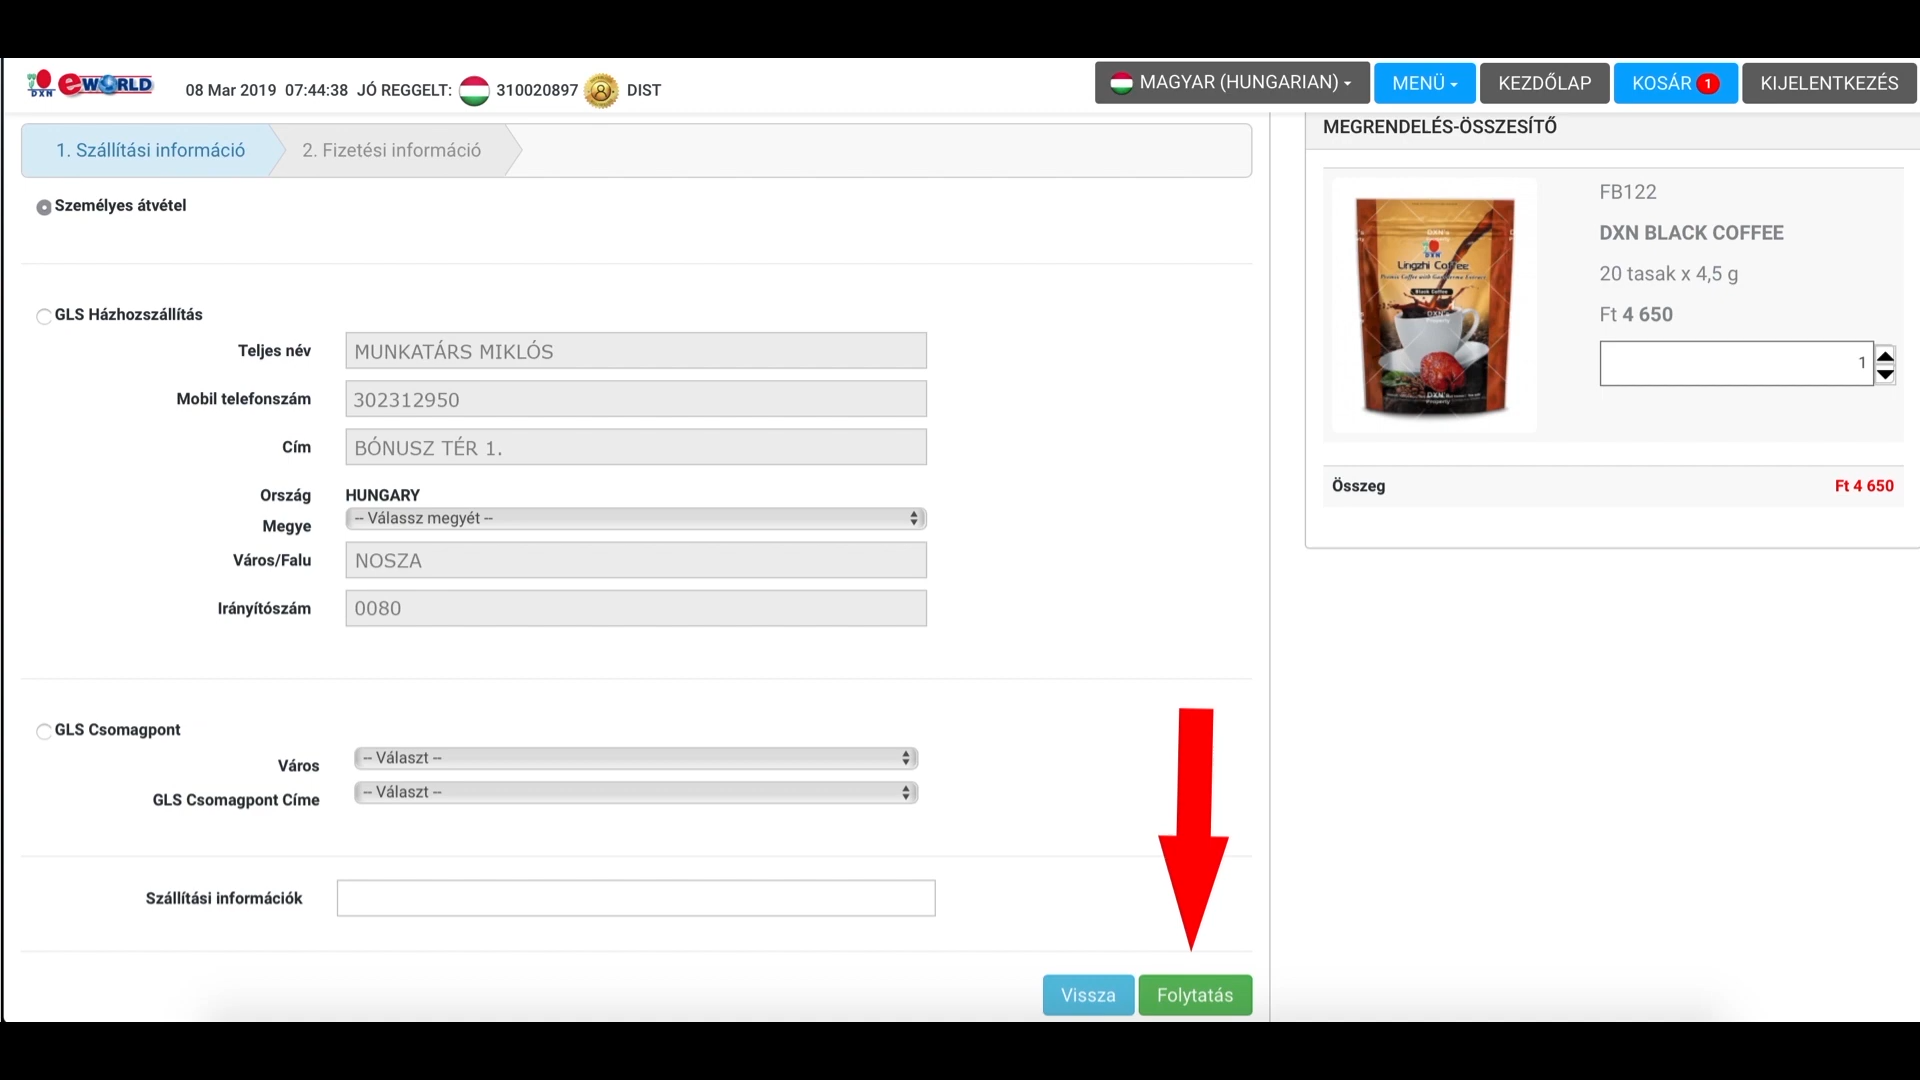 DXN eWORLD
08 Mar 2019 07:44:38 JÓ REGGELT: 310020897 DIST
MAGYAR (HUNGARIAN)
MENÜ
KEZDŐLAP
KOSÁR 1
KIJELENTKEZÉS
1. Szállítási információ
2. Fizetési információ
Személyes átvétel
GLS Házhozszállítás
Teljes név
MUNKATÁRS MIKLÓS
Mobil telefonszám
302312950
Cím
BÓNUSZ TÉR 1.
Ország
HUNGARY
Megye
-- Válassz megyét --
Város/Falu
NOSZA
Irányítószám
0080
GLS Csomagpont
Város
-- Választ --
GLS Csomagpont Címe
-- Választ --
Szállítási információk
Vissza
Folytatás
MEGRENDELÉS-ÖSSZESÍTŐ
DXN
Lingzhi Coffee
Black Coffee
FB122
DXN BLACK COFFEE
20 tasak x 4,5 g
Ft 4 650
1
Összeg
Ft 4 650